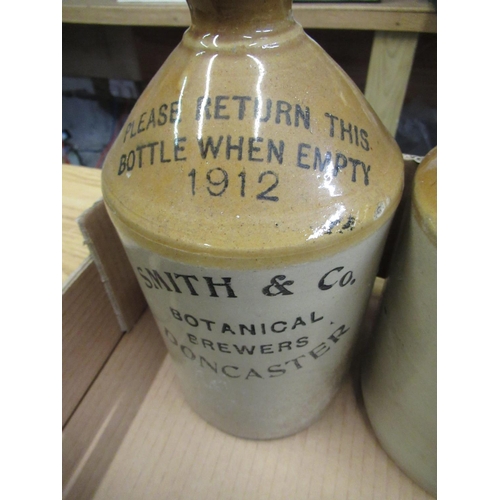 PLEASE RETURN THIS
BOTTLE WHEN EMPTY
1912
SMITH & Co.
BOTANICAL
BREWERS
DONCASTER